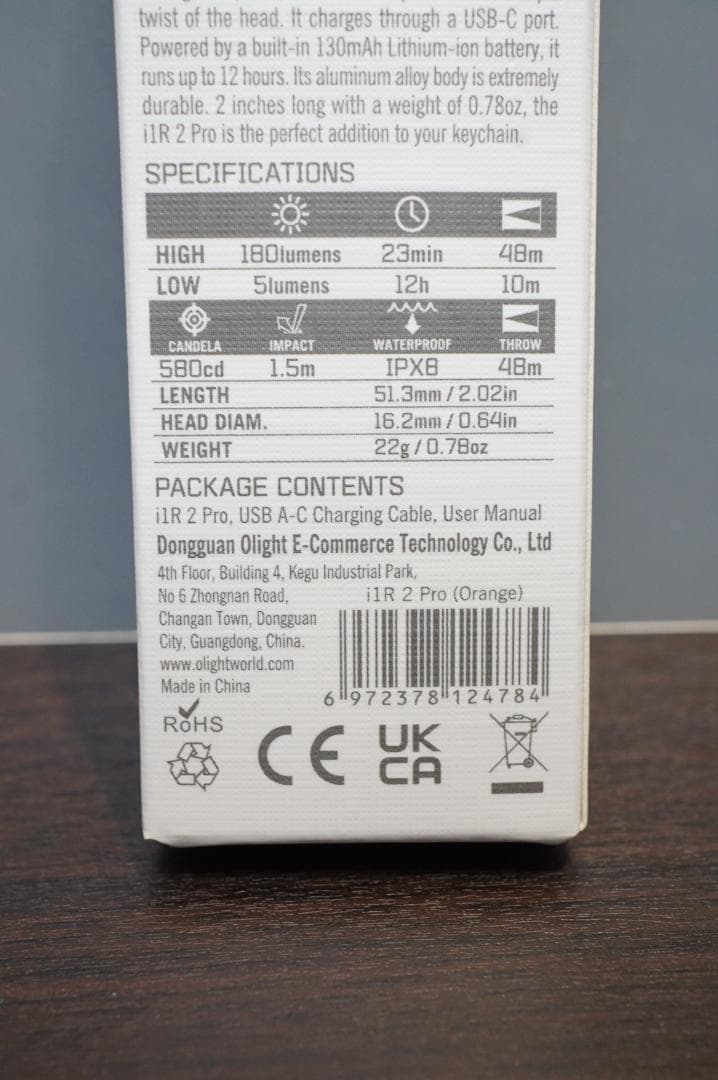 twist of the head. It charges through a USB-C port.
Powered by a built-in 130mAh Lithium-ion battery, it
runs up to 12 hours. Its aluminum alloy body is extremely
durable. 2 inches long with a weight of 0.78oz, the
i1R 2 Pro is the perfect addition to your keychain.
SPECIFICATIONS
HIGH 180lumens 23min 48m
LOW 5lumens 12h 10m
CANDELA IMPACT WATERPROOF THROW
580cd 1.5m IPX8 48m
LENGTH 51.3mm / 2.02in
HEAD DIAM. 16.2mm / 0.64in
WEIGHT 22g / 0.78oz
PACKAGE CONTENTS
i1R 2 Pro, USB A-C Charging Cable, User Manual
Dongguan Olight E-Commerce Technology Co., Ltd
4th Floor, Building 4, Kegu Industrial Park,
No 6 Zhongnan Road,
Changan Town, Dongguan
City, Guangdong, China.
www.olightworld.com
Made in China
i1R 2 Pro (Orange)
6 972378 124784
RoHS
CE
UK
CA